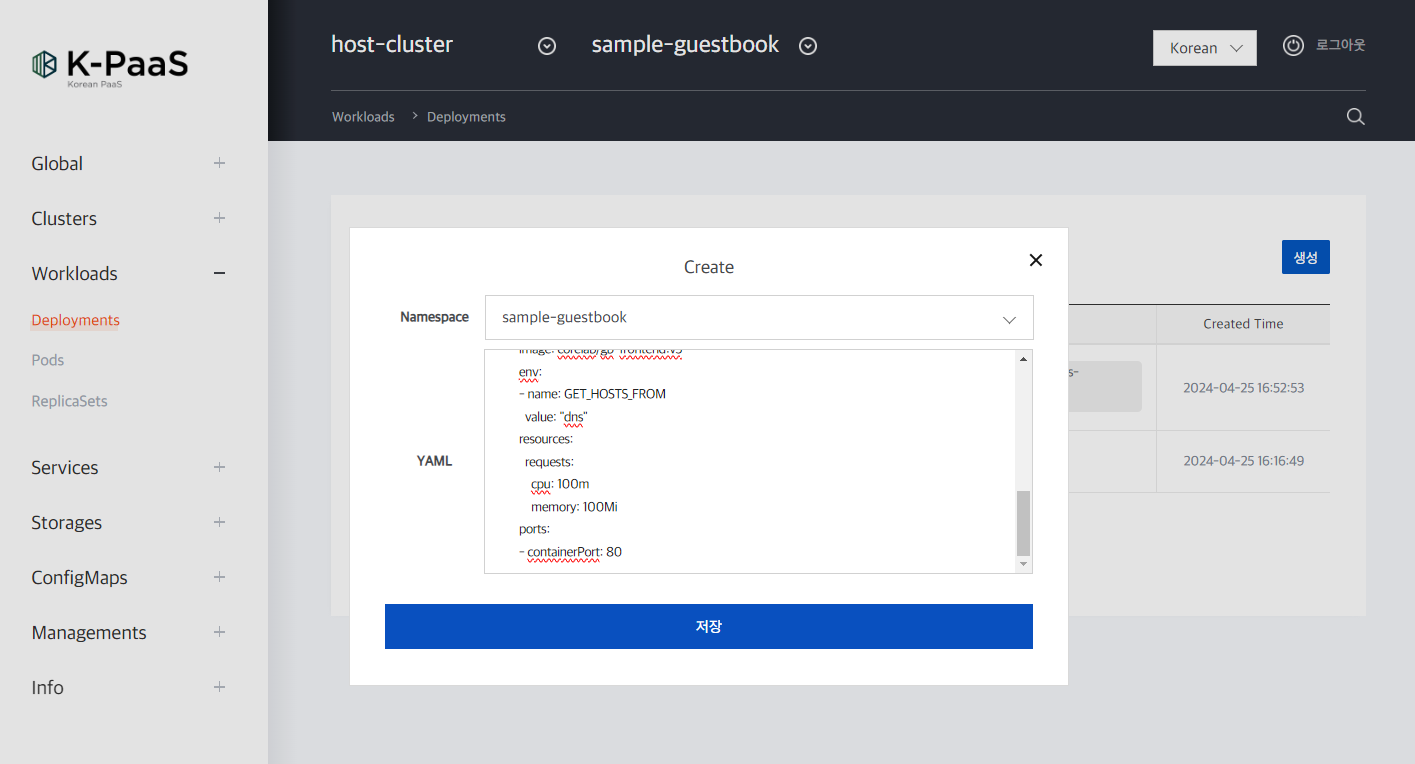 K-PaaS
Korean PaaS
host-cluster
sample-guestbook
Korean
로그아웃
Workloads > Deployments
Global
Clusters
Workloads
Deployments
Pods
ReplicaSets
Services
Storages
ConfigMaps
Managements
Info
생성
Created Time
s-
2024-04-25 16:52:53
2024-04-25 16:16:49
Create
Namespace
sample-guestbook
YAML
env:
- name: GET_HOSTS_FROM
value: "dns"
resources:
requests:
cpu: 100m
memory: 100Mi
ports:
- containerPort: 80
저장